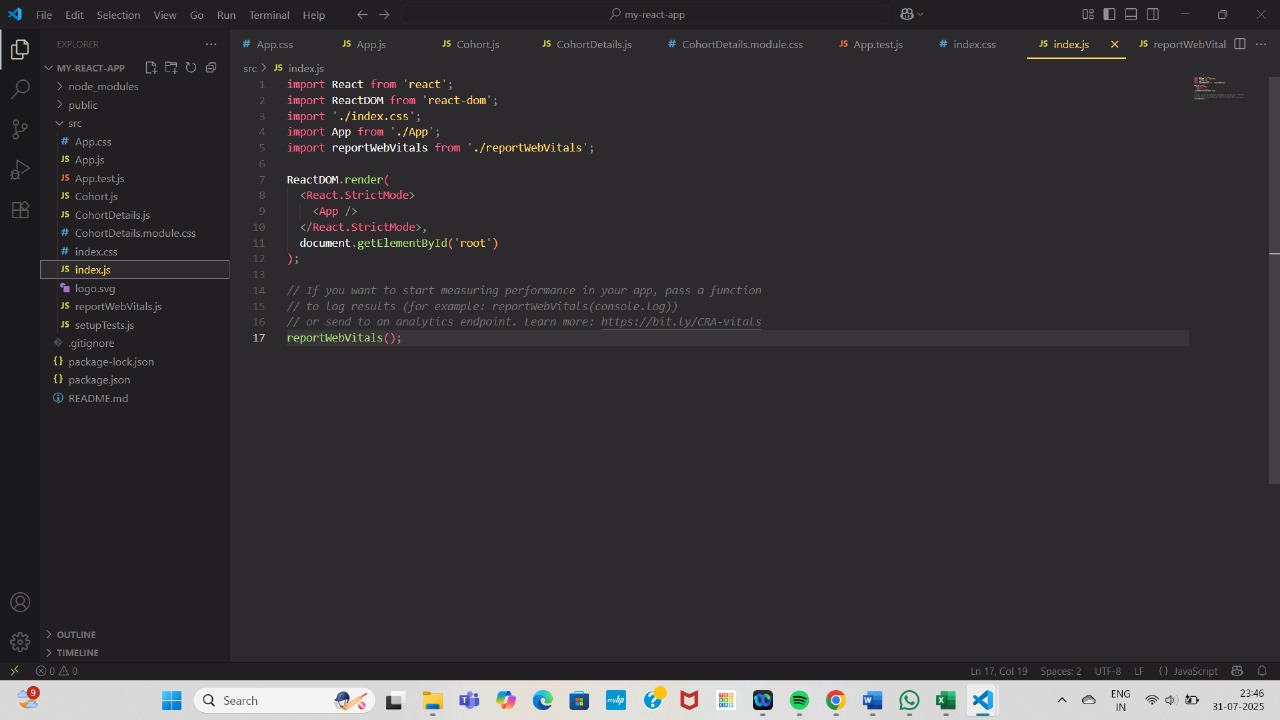 File Edit Selection View Go Run Terminal Help my-react-app
EXPLORER
App.css App.js Cohort.js CohortDetails.js CohortDetails.module.css App.test.js index.css index.js reportWebVital
MY-REACT-APP
node_modules
public
src
App.css
App.js
App.test.js
Cohort.js
CohortDetails.js
CohortDetails.module.css
index.css
index.js
logo.svg
reportWebVitals.js
setupTests.js
.gitignore
package-lock.json
package.json
README.md
OUTLINE
TIMELINE
src > index.js
1 import React from 'react';
2 import ReactDOM from 'react-dom';
3 import './index.css';
4 import App from './App';
5 import reportWebVitals from './reportWebVitals';
6
7 ReactDOM.render(
8 <React.StrictMode>
9 <App />
10 </React.StrictMode>,
11 document.getElementById('root')
12 );
13
14 // If you want to start measuring performance in your app, pass a function
15 // to log results (for example: reportWebVitals(console.log))
16 // or send to an analytics endpoint. Learn more: https://bit.ly/CRA-vitals
17 reportWebVitals();
0 0 Ln 17, Col 19 Spaces: 2 UTF-8 LF JavaScript
9 Search ENG 23:46
IN 31-07-2025